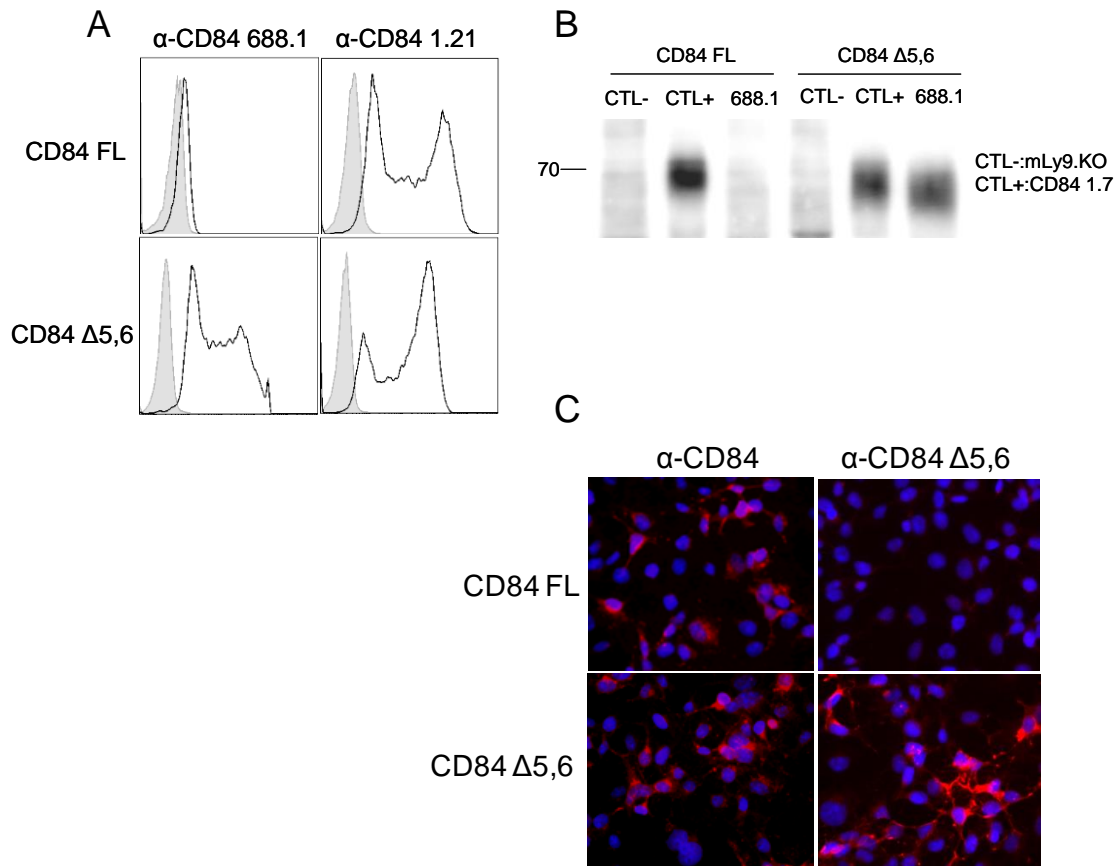 A
α-CD84 688.1 α-CD84 1.21
CD84 FL
CD84 Δ5,6
B
CD84 FL CD84 Δ5,6
CTL- CTL+ 688.1 CTL- CTL+ 688.1
70
CTL-:mLy9.KO
CTL+:CD84 1.7
C
α-CD84 α-CD84 Δ5,6
CD84 FL
CD84 Δ5,6